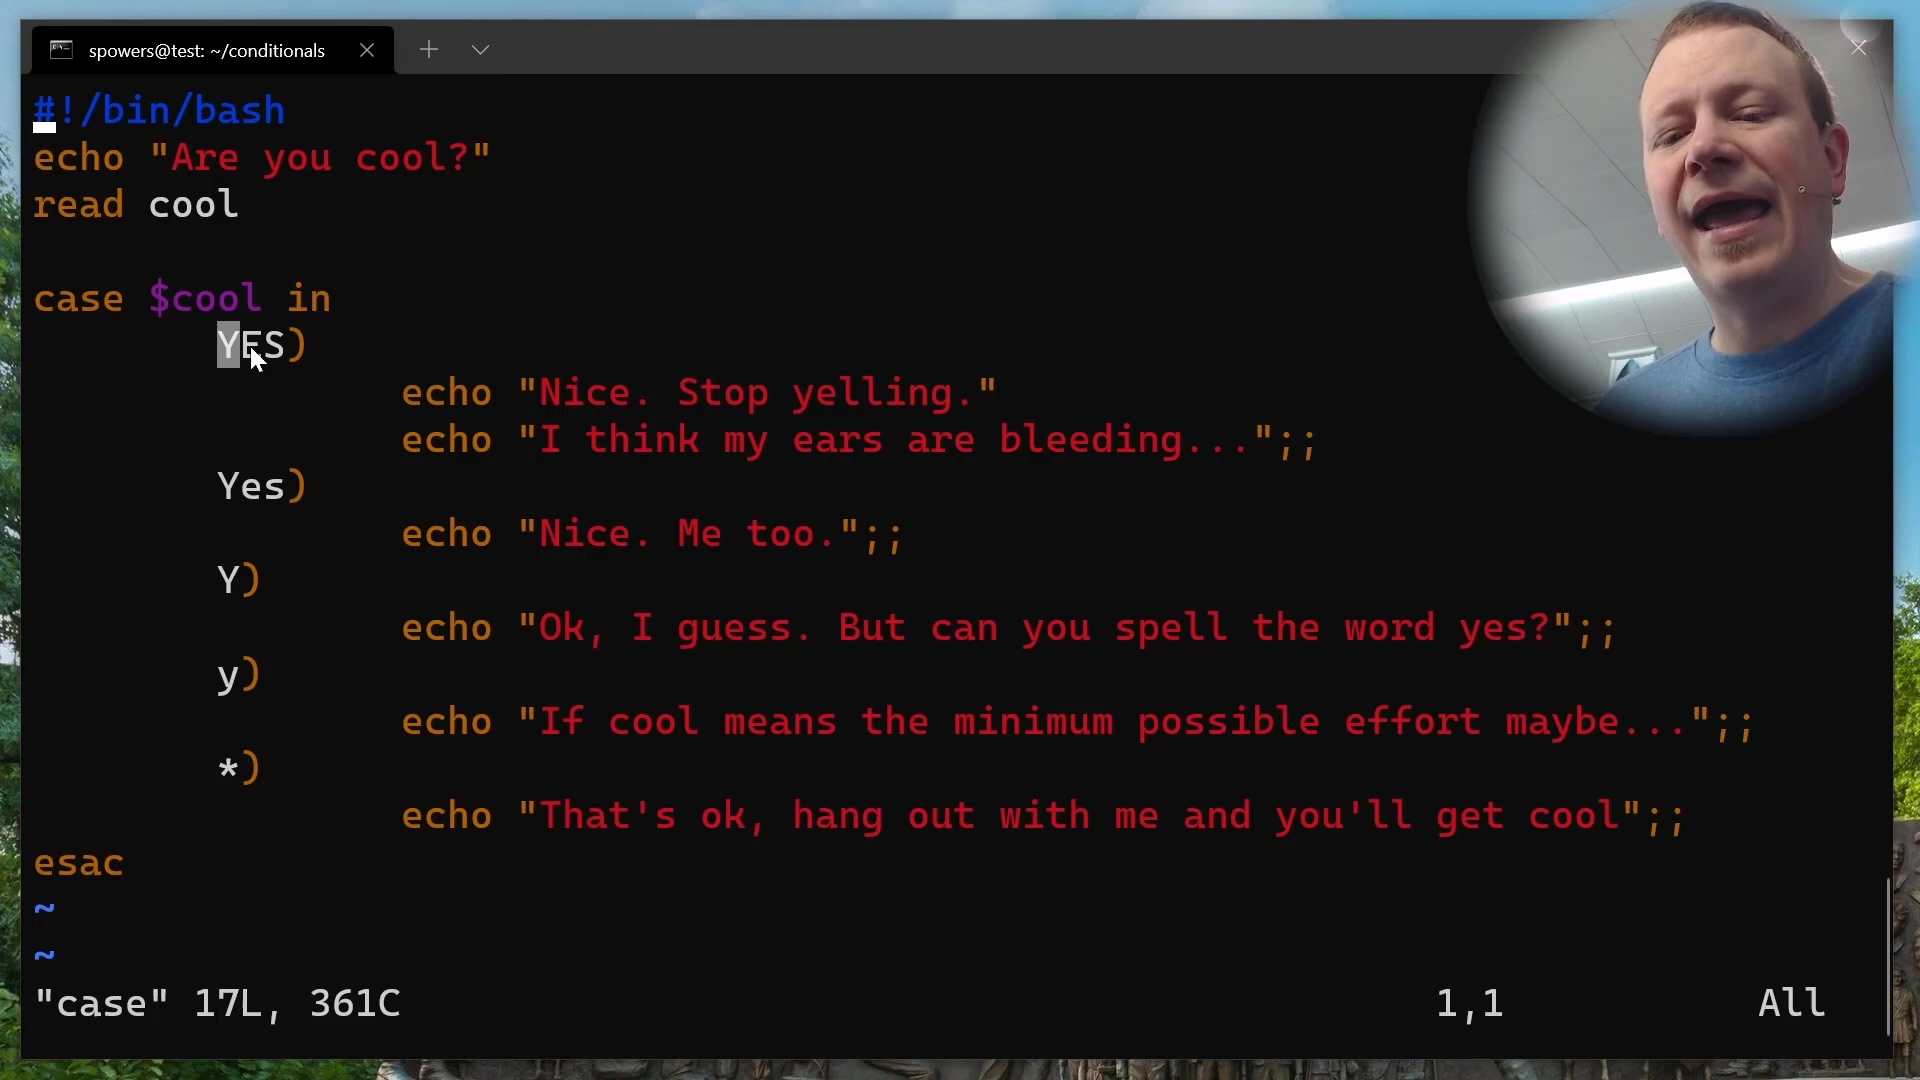 spowers@test: ~/conditionals
#!/bin/bash
echo "Are you cool?"
read cool
case $cool in
YES)
echo "Nice. Stop yelling."
echo "I think my ears are bleeding...";;
Yes)
echo "Nice. Me too.";;
Y)
echo "Ok, I guess. But can you spell the word yes?";;
y)
echo "If cool means the minimum possible effort maybe...";;
*)
echo "That's ok, hang out with me and you'll get cool";;
esac
~
~
"case" 17L, 361C 1,1 All